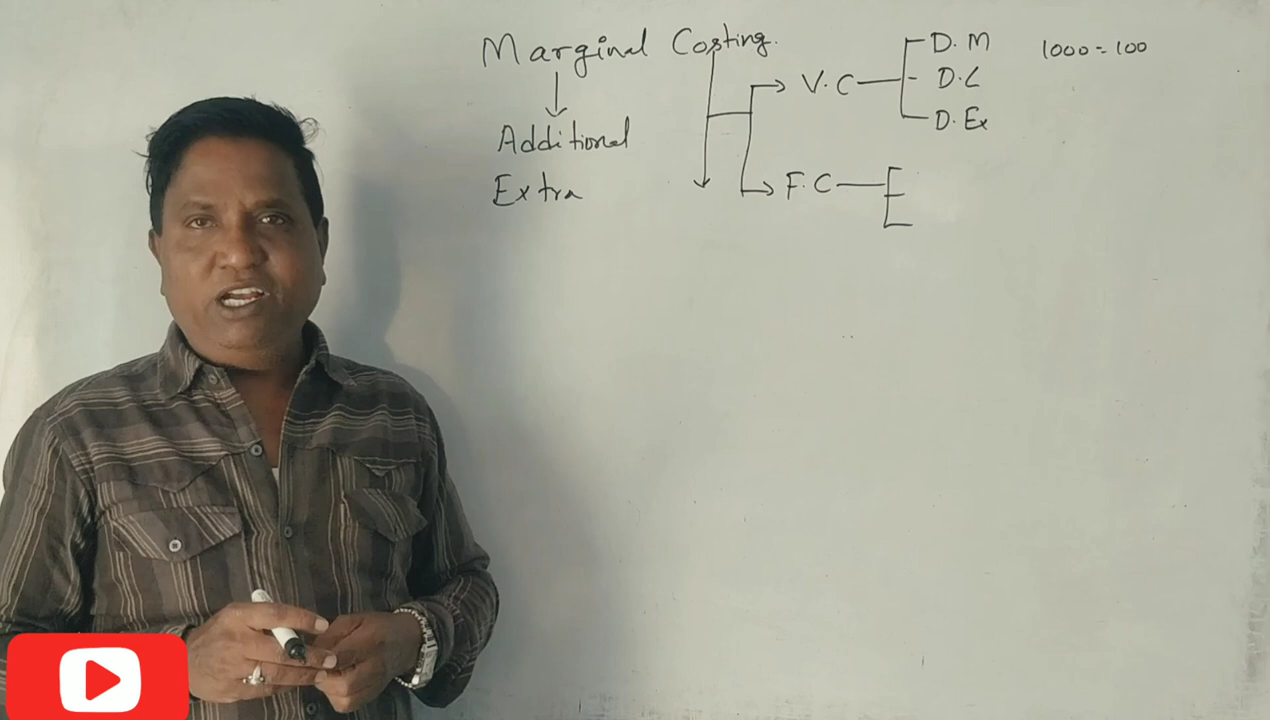 Marginal Costing.
Additional
Extra
V.C
D.M
D.L
D.Ex
F.C
1000 = 100